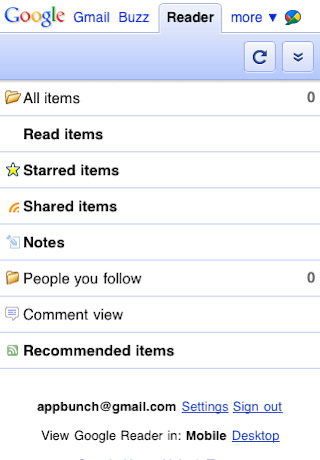 Google Gmail Buzz Reader more ▼
All items 0
Read items
Starred items
Shared items
Notes
People you follow 0
Comment view
Recommended items
appbunch@gmail.com Settings Sign out
View Google Reader in: Mobile Desktop